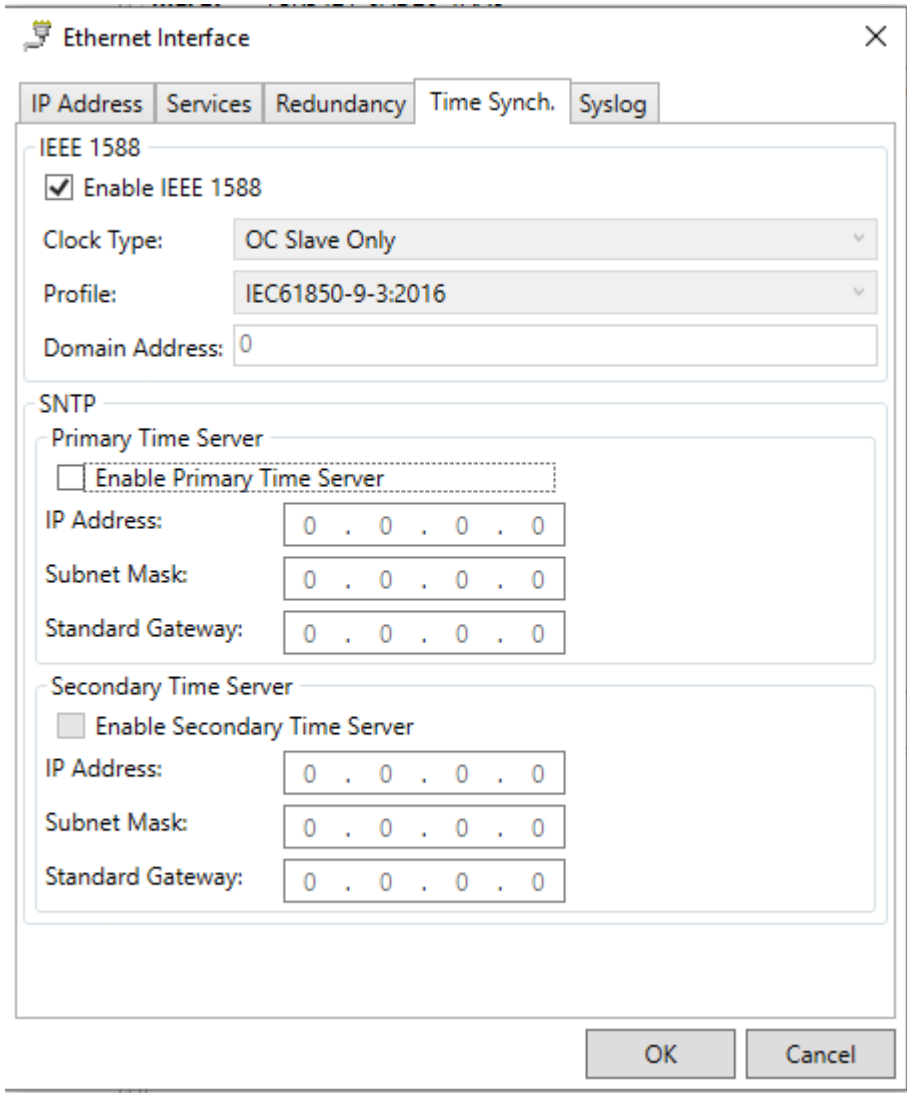 Ethernet Interface
IP Address Services Redundancy Time Synch. Syslog
IEEE 1588
Enable IEEE 1588
Clock Type: OC Slave Only
Profile: IEC61850-9-3:2016
Domain Address: 0
SNTP
Primary Time Server
Enable Primary Time Server
IP Address: 0 . 0 . 0 . 0
Subnet Mask: 0 . 0 . 0 . 0
Standard Gateway: 0 . 0 . 0 . 0
Secondary Time Server
Enable Secondary Time Server
IP Address: 0 . 0 . 0 . 0
Subnet Mask: 0 . 0 . 0 . 0
Standard Gateway: 0 . 0 . 0 . 0
OK Cancel